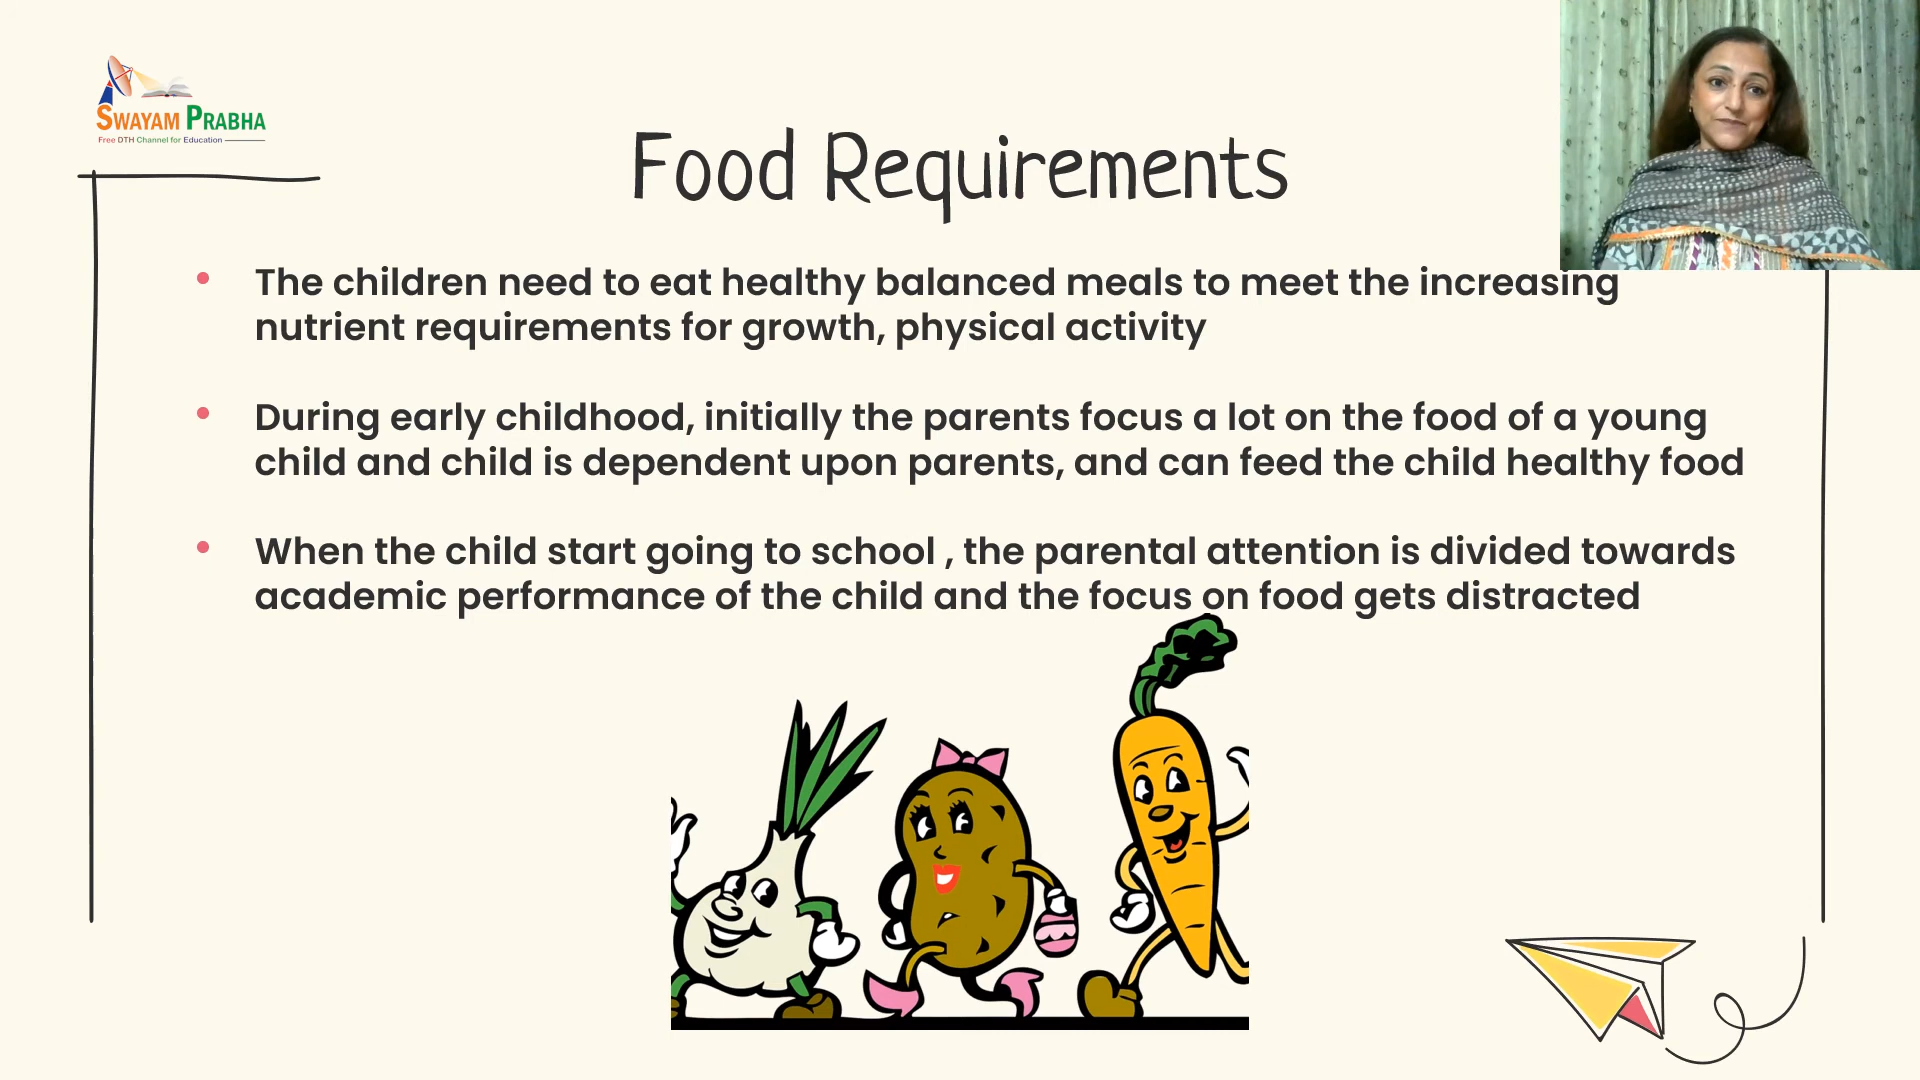 SWAYAM PRABHA
Free DTH Channel for Education
Food Requirements
The children need to eat healthy balanced meals to meet the increasing
nutrient requirements for growth, physical activity
During early childhood, initially the parents focus a lot on the food of a young
child and child is dependent upon parents, and can feed the child healthy food
When the child start going to school , the parental attention is divided towards
academic performance of the child and the focus on food gets distracted